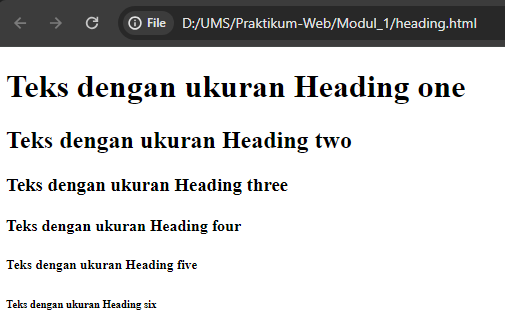 File D:/UMS/Praktikum-Web/Modul_1/heading.html
Teks dengan ukuran Heading one
Teks dengan ukuran Heading two
Teks dengan ukuran Heading three
Teks dengan ukuran Heading four
Teks dengan ukuran Heading five
Teks dengan ukuran Heading six